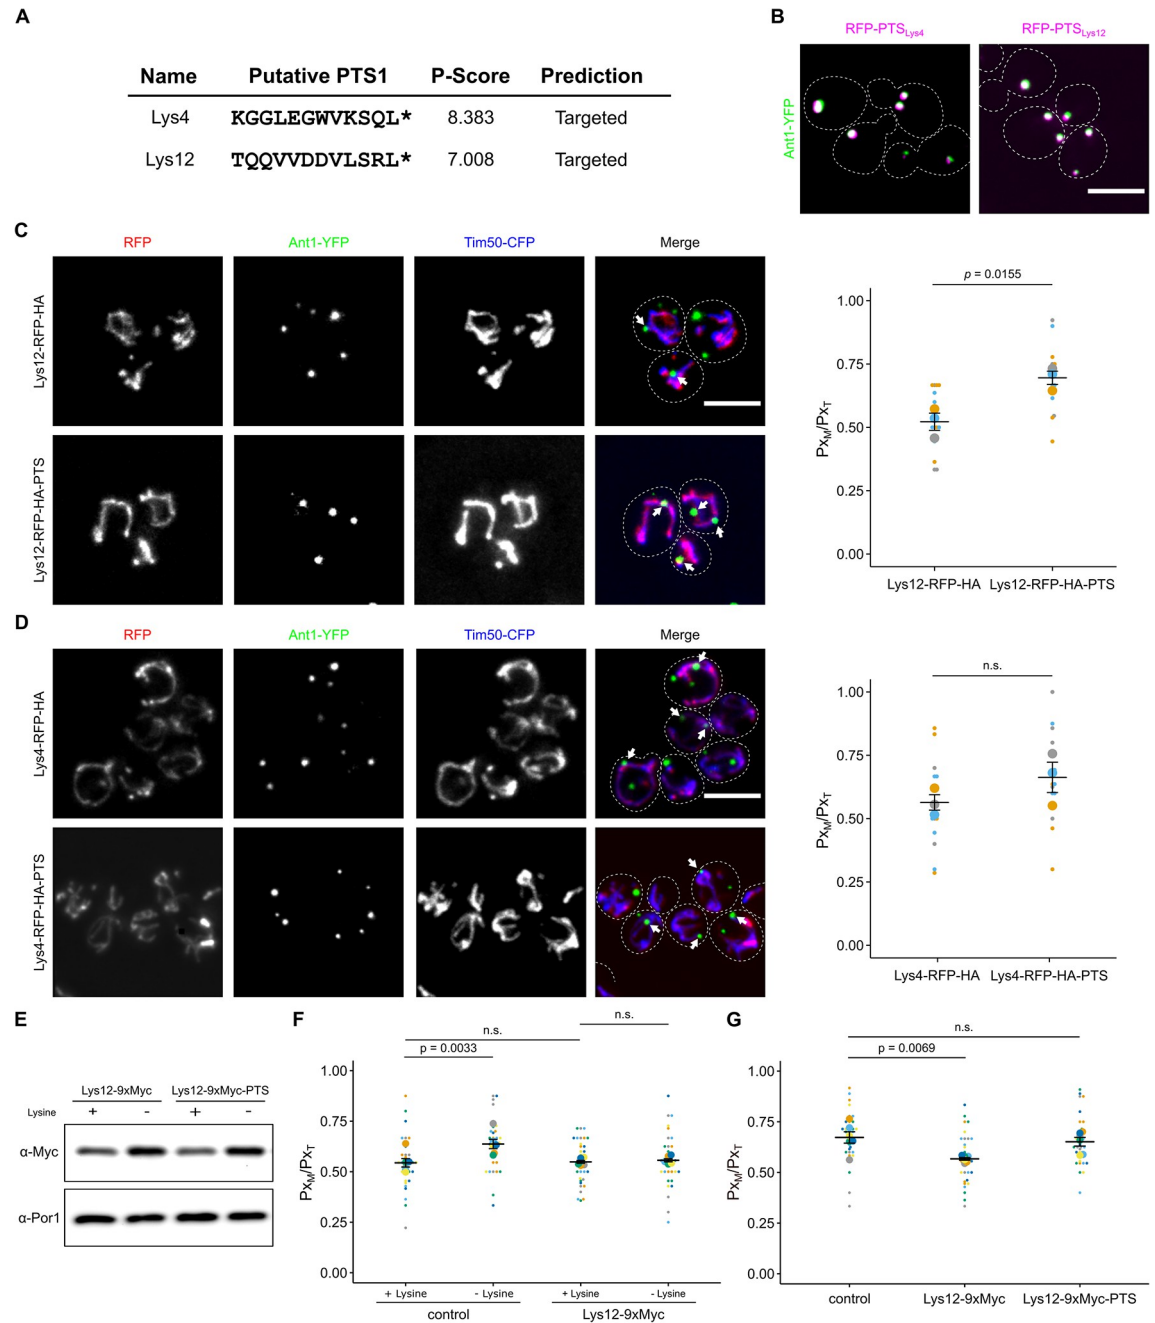 A
Name Putative PTS1 P-Score Prediction
Lys4 KGGLEGWVKSQL* 8.383 Targeted
Lys12 TQQVVDDVLSRL* 7.008 Targeted
B
RFP-PTSLys4 RFP-PTSLys12
Ant1-YFP
C
RFP Ant1-YFP Tim50-CFP Merge
Lys12-RFP-HA
Lys12-RFP-HA-PTS
p = 0.0155
1.00
0.75
0.50
0.25
0.00
PxM/PxT
Lys12-RFP-HA Lys12-RFP-HA-PTS
D
RFP Ant1-YFP Tim50-CFP Merge
Lys4-RFP-HA
Lys4-RFP-HA-PTS
n.s.
1.00
0.75
0.50
0.25
0.00
PxM/PxT
Lys4-RFP-HA Lys4-RFP-HA-PTS
E
Lys12-9xMyc Lys12-9xMyc-PTS
Lysine + - + -
α-Myc
α-Por1
F
n.s.
n.s.
p = 0.0033
1.00
0.75
0.50
0.25
0.00
PxM/PxT
+ Lysine - Lysine + Lysine - Lysine
control Lys12-9xMyc
G
n.s.
p = 0.0069
1.00
0.75
0.50
0.25
0.00
PxM/PxT
control Lys12-9xMyc Lys12-9xMyc-PTS